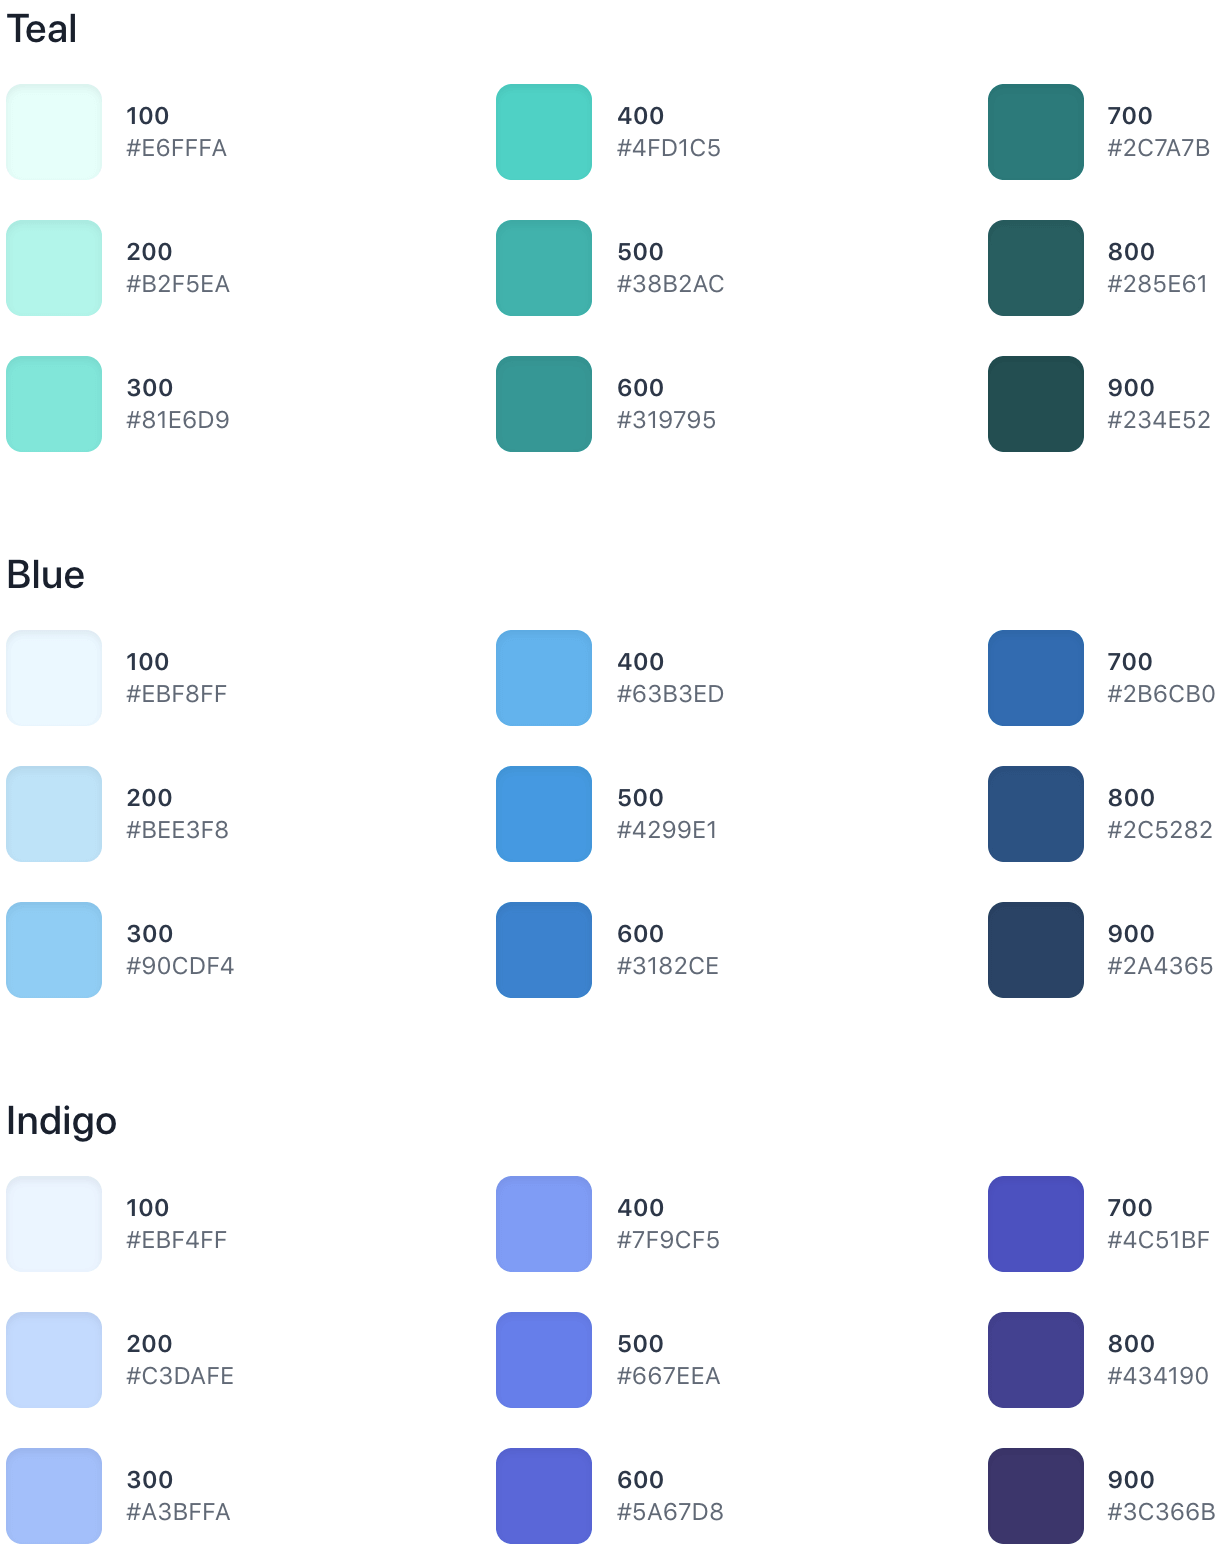 Teal
100
#E6FFFA
200
#B2F5EA
300
#81E6D9
400
#4FD1C5
500
#38B2AC
600
#319795
700
#2C7A7B
800
#285E61
900
#234E52
Blue
100
#EBF8FF
200
#BEE3F8
300
#90CDF4
400
#63B3ED
500
#4299E1
600
#3182CE
700
#2B6CB0
800
#2C5282
900
#2A4365
Indigo
100
#EBF4FF
200
#C3DAFE
300
#A3BFFA
400
#7F9CF5
500
#667EEA
600
#5A67D8
700
#4C51BF
800
#434190
900
#3C366B